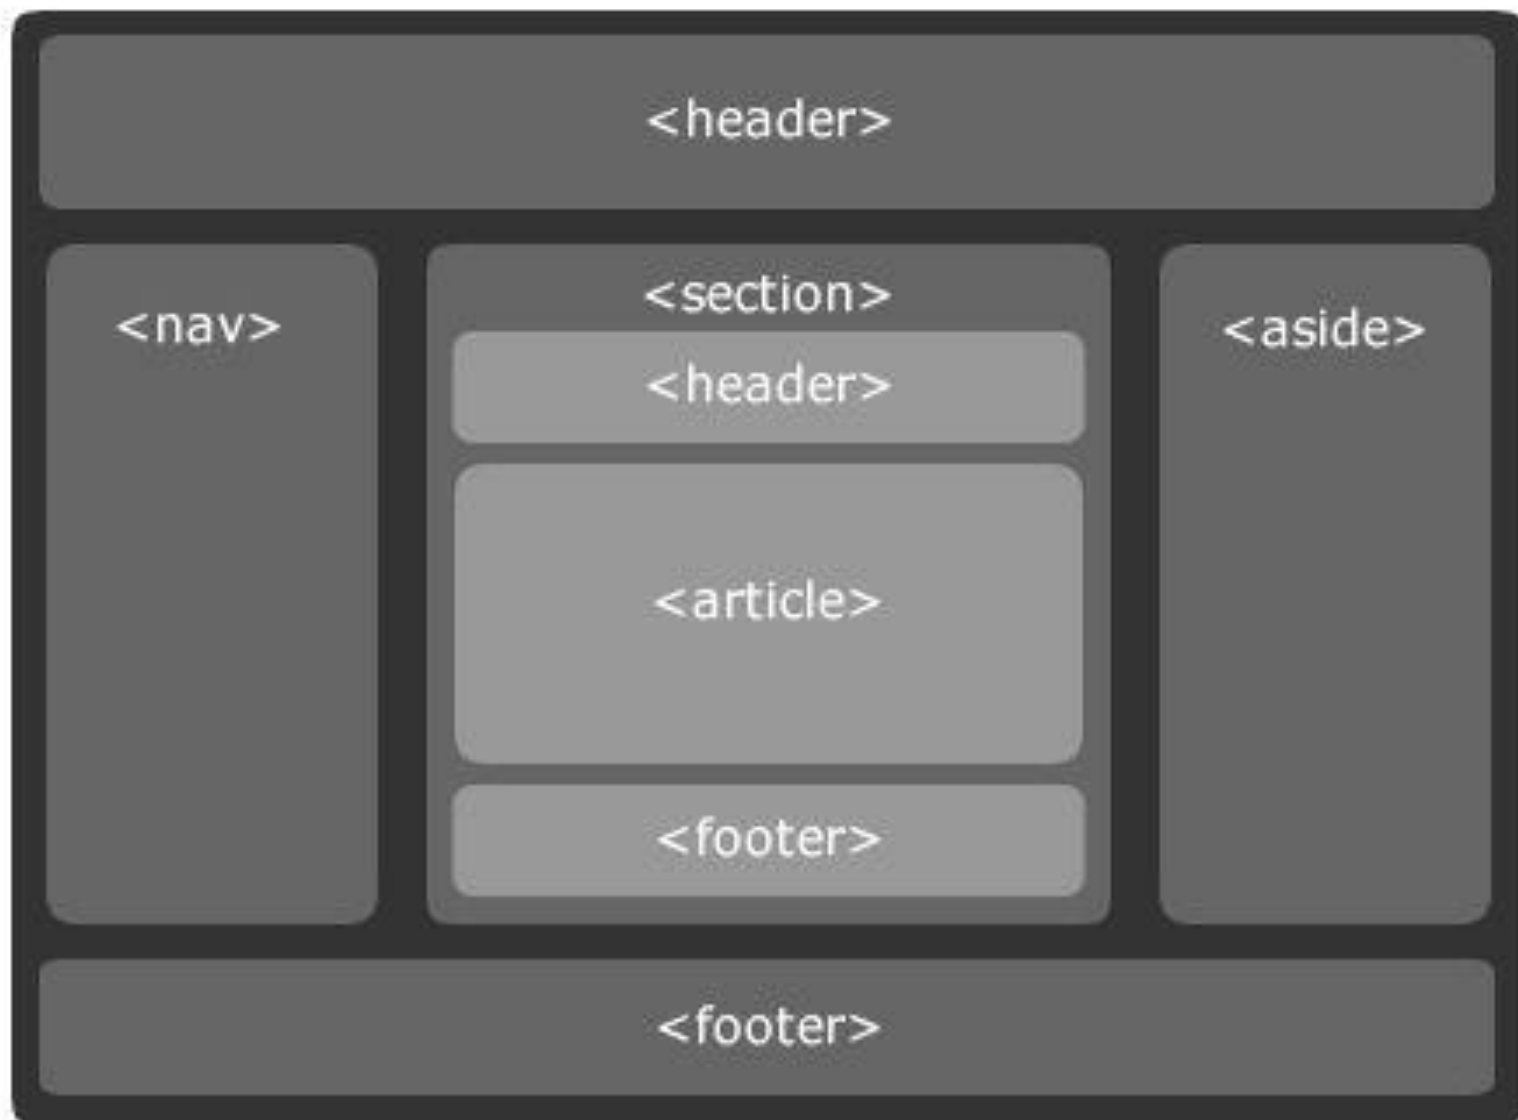 <header>
<nav>
<section>
<header>
<article>
<footer>
<aside>
<footer>